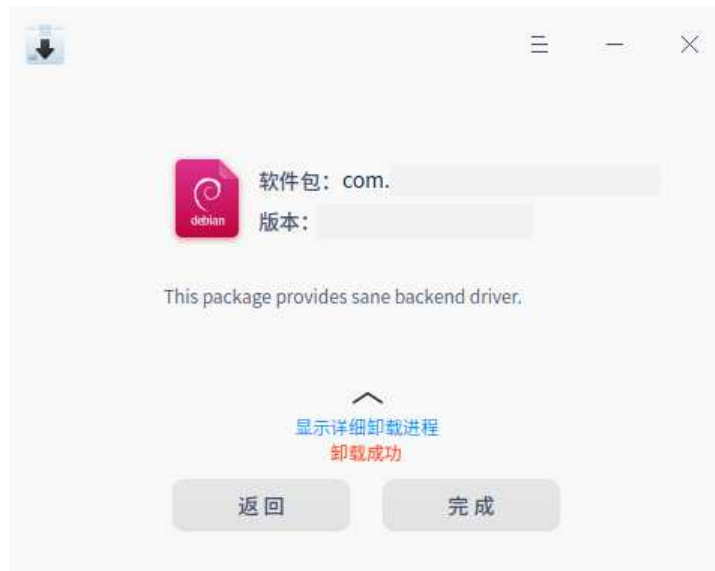 软件包：com.
debian
版本：
This package provides sane backend driver.
显示详细卸载进程
卸载成功
返回
完成